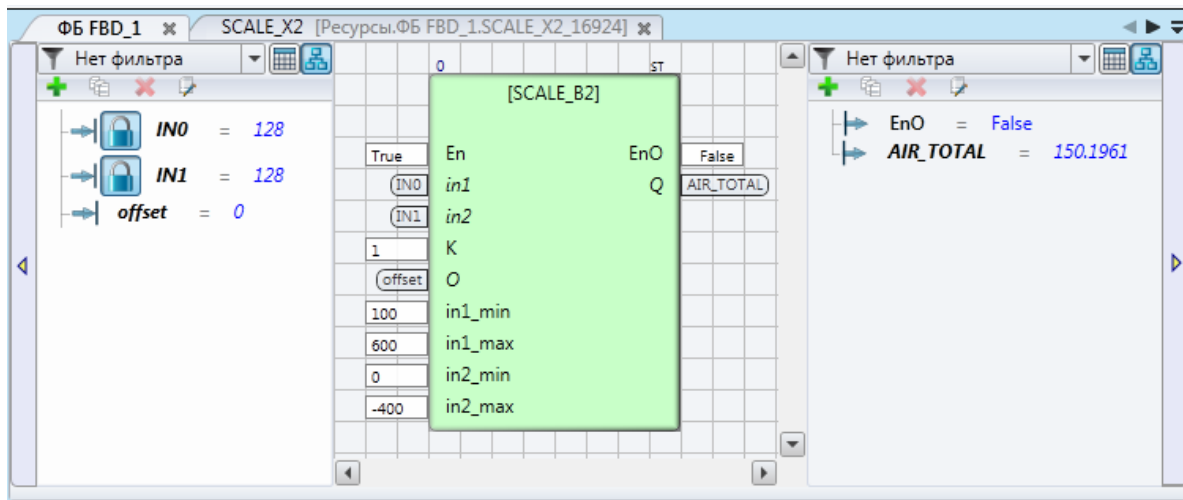 ФБ FBD_1 SCALE_X2 [Ресурсы.ФБ FBD_1.SCALE_X2_16924]
Нет фильтра
IN0 = 128
IN1 = 128
offset = 0
0 ST
[SCALE_B2]
True En EnO False
IN0 in1 Q AIR_TOTAL
IN1 in2
1 K
offset O
100 in1_min
600 in1_max
0 in2_min
-400 in2_max
Нет фильтра
EnO = False
AIR_TOTAL = 150.1961